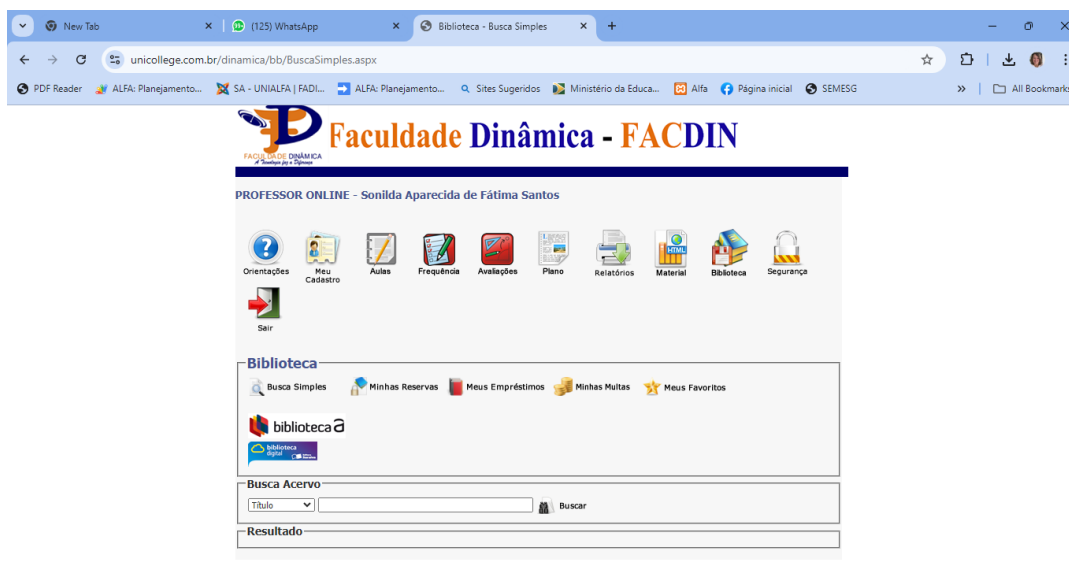 New Tab
(125) WhatsApp
Biblioteca - Busca Simples
unicollege.com.br/dinamica/bb/BuscaSimples.aspx
PDF Reader
ALFA: Planejamento...
SA - UNIALFA | FADI...
ALFA: Planejamento...
Sites Sugeridos
Ministério da Educa...
Alfa
Página inicial
SEMESG
All Bookmarks
FACULDADE DINÂMICA
A Tecnologia faz a Diferença
Faculdade Dinâmica - FACDIN
PROFESSOR ONLINE - Sonilda Aparecida de Fátima Santos
Orientações
Meu Cadastro
Aulas
Frequência
Avaliações
Plano
Relatórios
HTML
Material
Biblioteca
Segurança
Sair
Biblioteca
Busca Simples
Minhas Reservas
Meus Empréstimos
Minhas Multas
Meus Favoritos
biblioteca a
biblioteca digital
Busca Acervo
Título
Buscar
Resultado